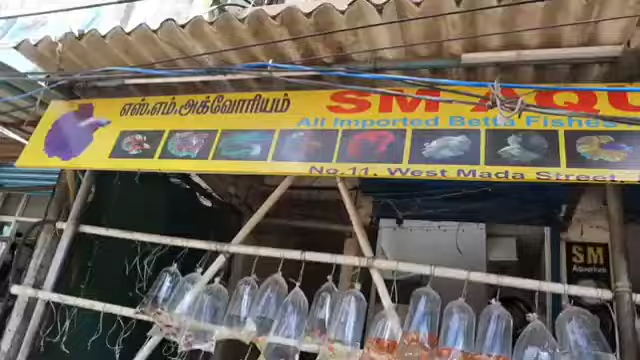 எஸ்.எம்.அக்வோரியம்
SM AQU
All Imported Betta Fishes
No.11, West Mada Street,
SM
Aquarium